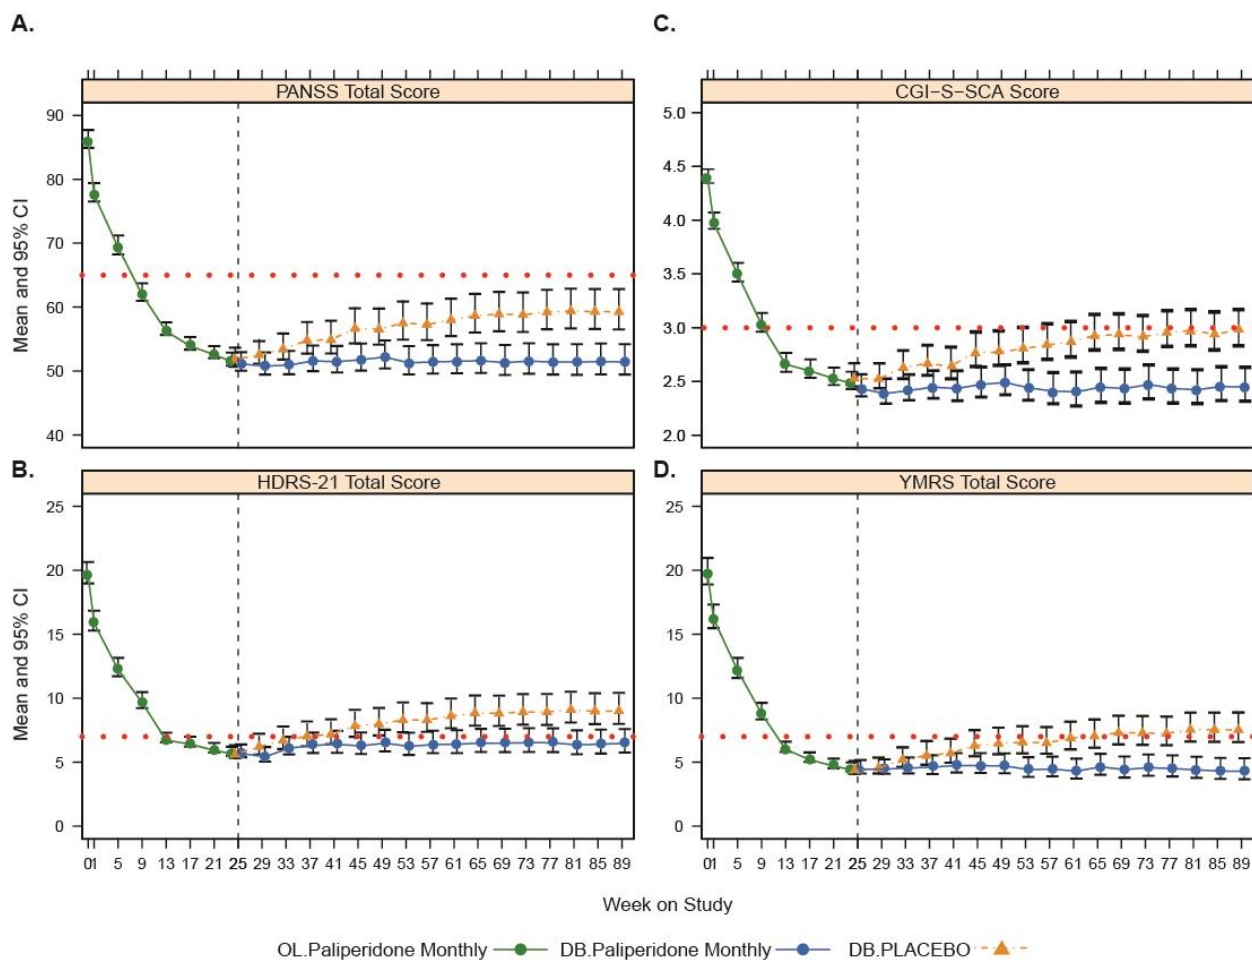 A.
PANSS Total Score
90
80
70
60
50
40
Mean and 95% CI
B.
HDRS-21 Total Score
25
20
15
10
5
0
Mean and 95% CI
0 1 5 9 13 17 21 25 29 33 37 41 45 49 53 57 61 65 69 73 77 81 85 89
C.
CGI-S-SCA Score
5.0
4.5
4.0
3.5
3.0
2.5
2.0
D.
YMRS Total Score
25
20
15
10
5
0
0 1 5 9 13 17 21 25 29 33 37 41 45 49 53 57 61 65 69 73 77 81 85 89
Week on Study
OL.Paliperidone Monthly DB.Paliperidone Monthly DB.PLACEBO